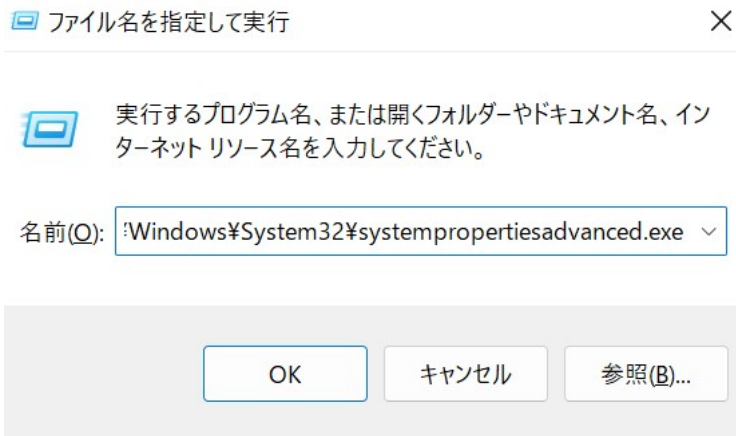 ファイル名を指定して実行
実行するプログラム名、または開くフォルダーやドキュメント名、イン
ターネット リソース名を入力してください。
名前(O): Windows¥System32¥systempropertiesadvanced.exe
OK キャンセル 参照(B)...